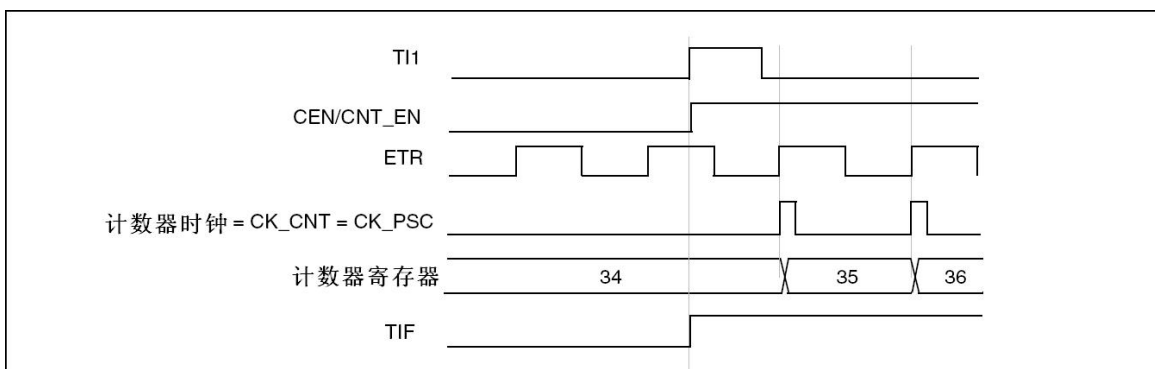 TI1
CEN/CNT_EN
ETR
计数器时钟 = CK_CNT = CK_PSC
计数器寄存器 34 35 36
TIF